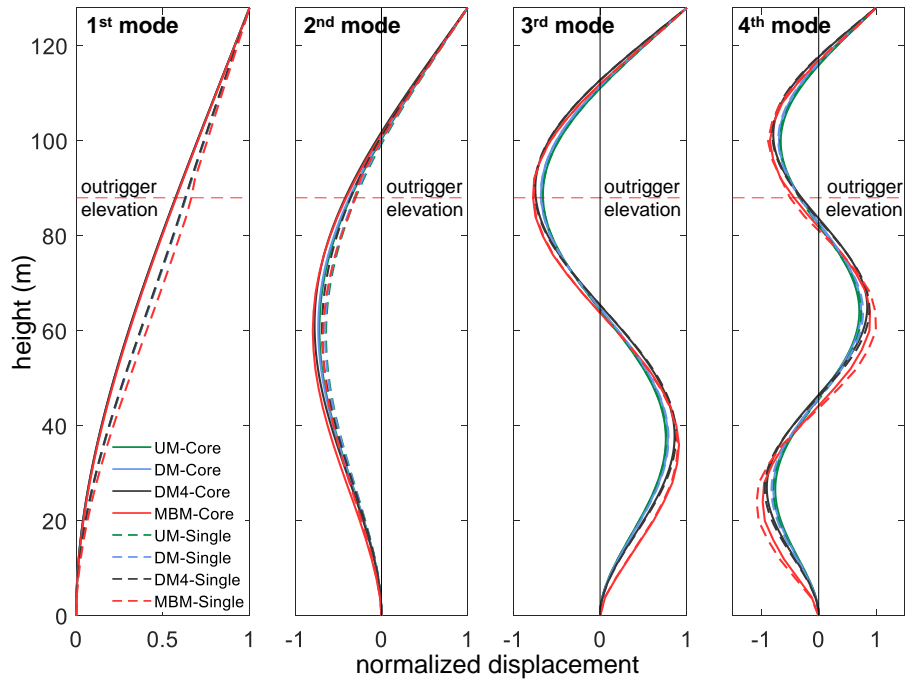 1st mode
2nd mode
3rd mode
4th mode
120
100
80
60
40
20
0
height (m)
outrigger
elevation
outrigger
elevation
outrigger
elevation
outrigger
elevation
UM-Core
DM-Core
DM4-Core
MBM-Core
UM-Single
DM-Single
DM4-Single
MBM-Single
0 0.5 1
-1 0 1
-1 0 1
-1 0 1
normalized displacement